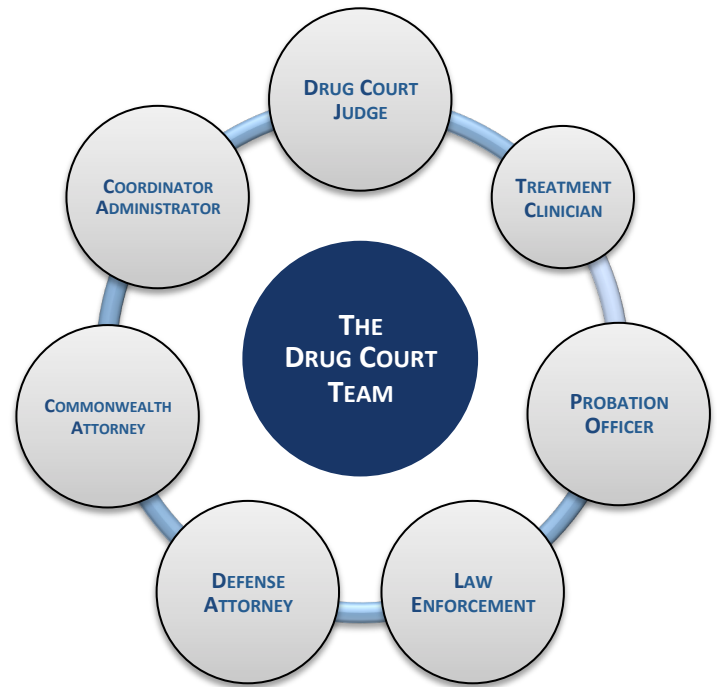 DRUG COURT
JUDGE
TREATMENT
CLINICIAN
PROBATION
OFFICER
LAW
ENFORCEMENT
DEFENSE
ATTORNEY
COMMONWEALTH
ATTORNEY
COORDINATOR
ADMINISTRATOR
THE
DRUG COURT
TEAM